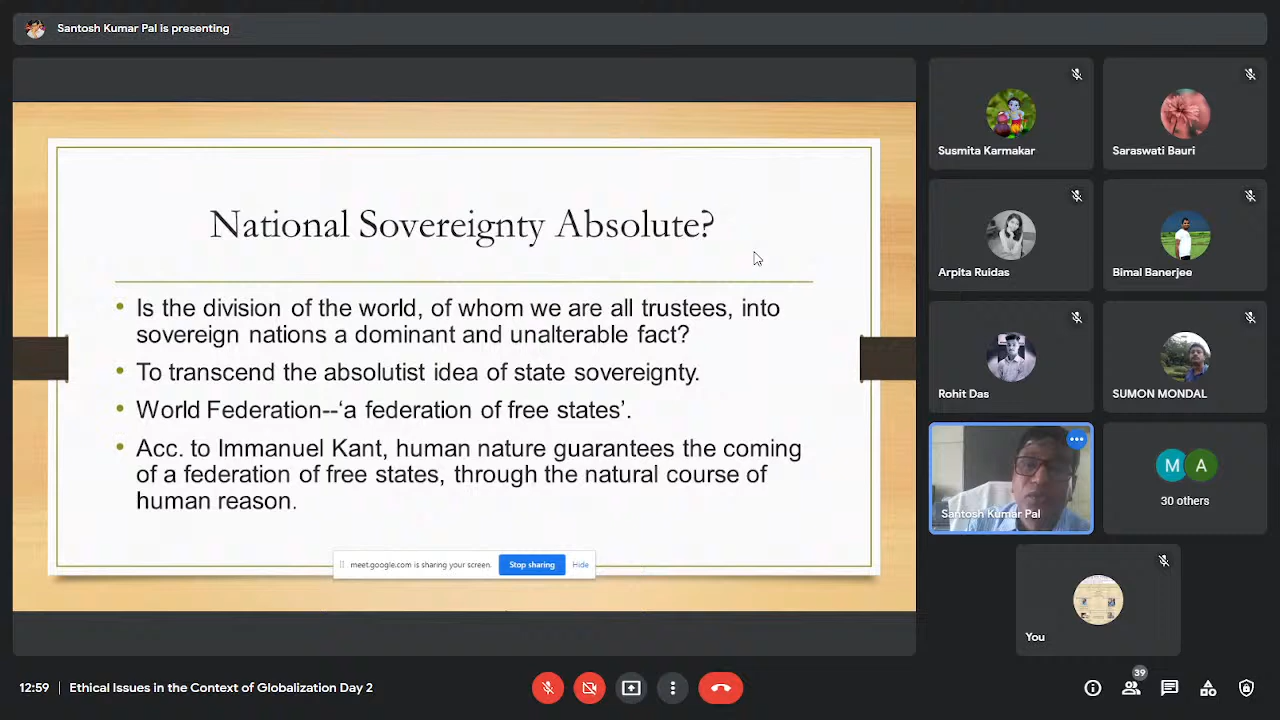 Santosh Kumar Pal is presenting
National Sovereignty Absolute?
• Is the division of the world, of whom we are all trustees, into
sovereign nations a dominant and unalterable fact?
• To transcend the absolutist idea of state sovereignty.
• World Federation--‘a federation of free states’.
• Acc. to Immanuel Kant, human nature guarantees the coming
of a federation of free states, through the natural course of
human reason.
meet.google.com is sharing your screen.
Stop sharing
Hide
Susmita Karmakar
Saraswati Bauri
Arpita Ruidas
Bimal Banerjee
Rohit Das
SUMON MONDAL
Santosh Kumar Pal
M
A
30 others
You
12:59 | Ethical Issues in the Context of Globalization Day 2
39